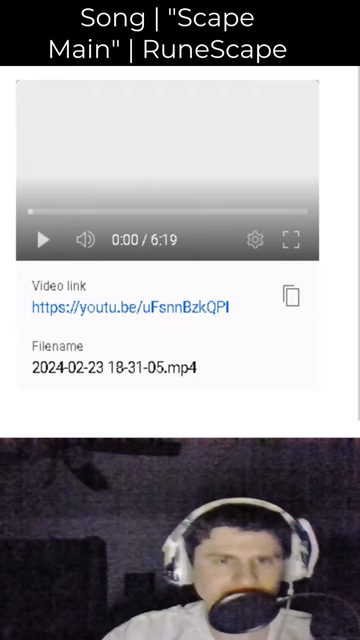 Song | "Scape
Main" | RuneScape
0:00 / 6:19
Video link
https://youtu.be/uFsnnBzkQPI
Filename
2024-02-23 18-31-05.mp4